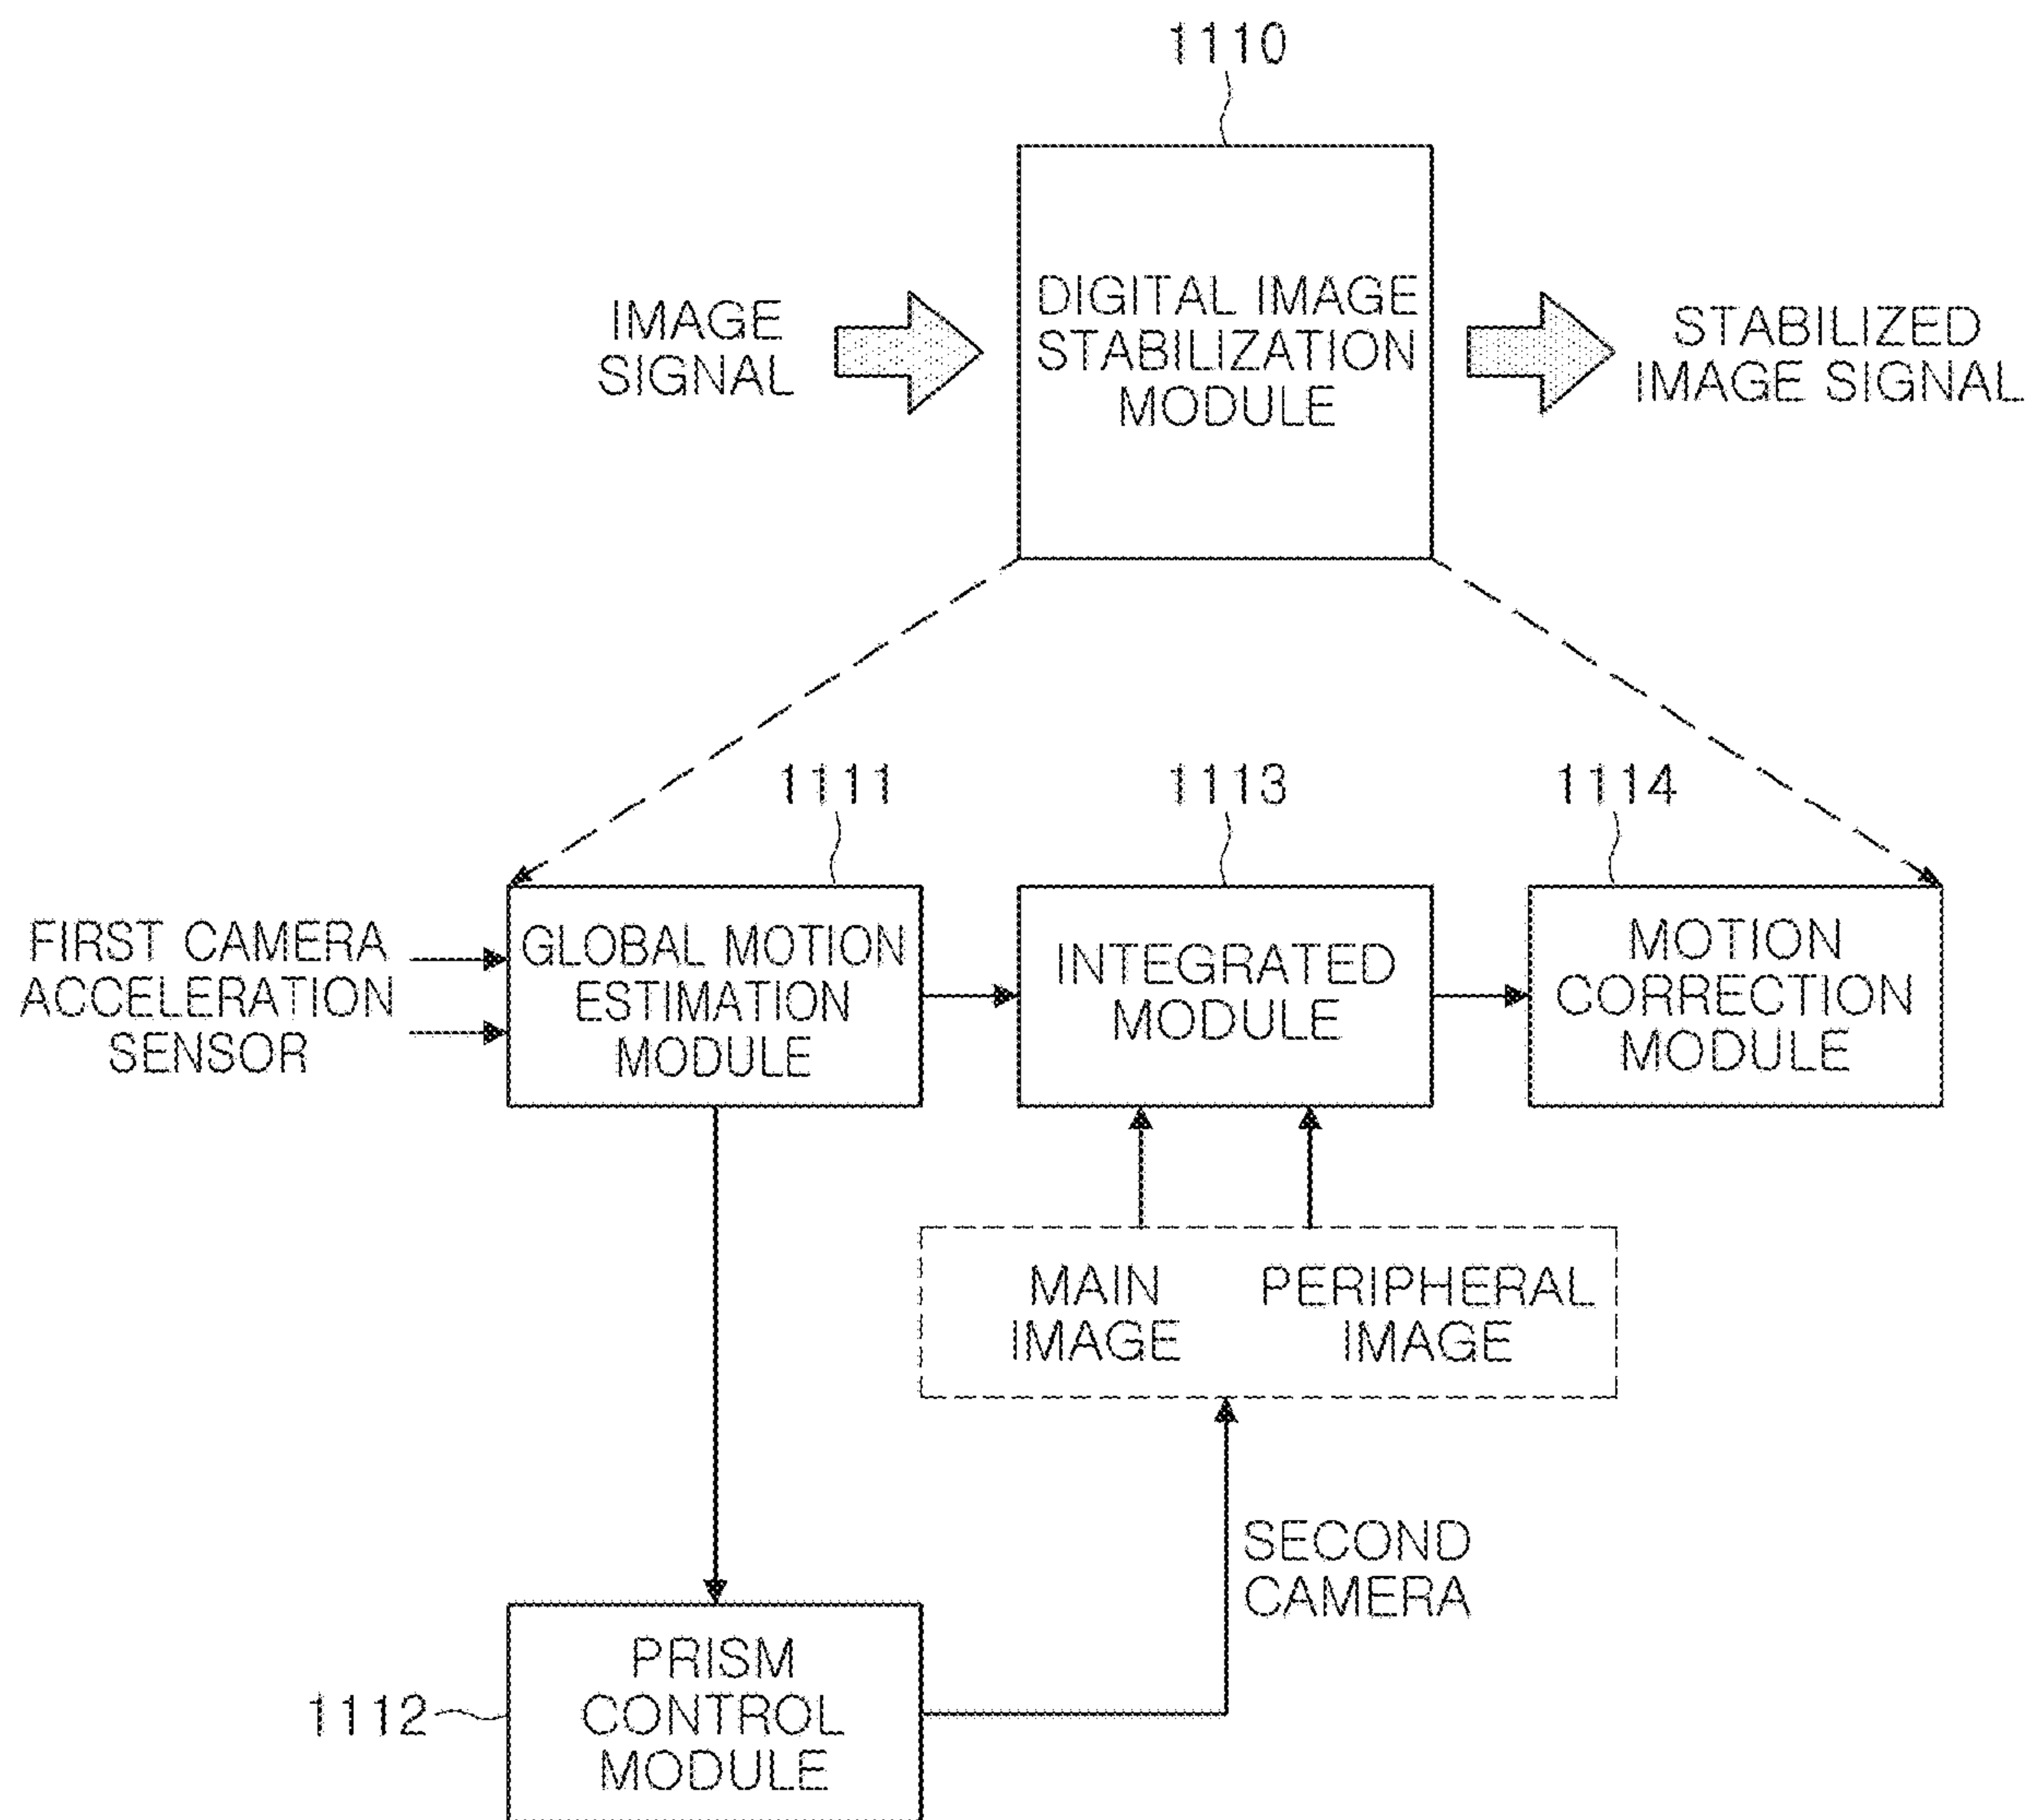 1110
IMAGE
SIGNAL
DIGITAL IMAGE
STABILIZATION
MODULE
STABILIZED
IMAGE SIGNAL
1111
1113
1114
FIRST CAMERA
ACCELERATION
SENSOR
GLOBAL MOTION
ESTIMATION
MODULE
INTEGRATED
MODULE
MOTION
CORRECTION
MODULE
MAIN
IMAGE
PERIPHERAL
IMAGE
SECOND
CAMERA
1112
PRISM
CONTROL
MODULE